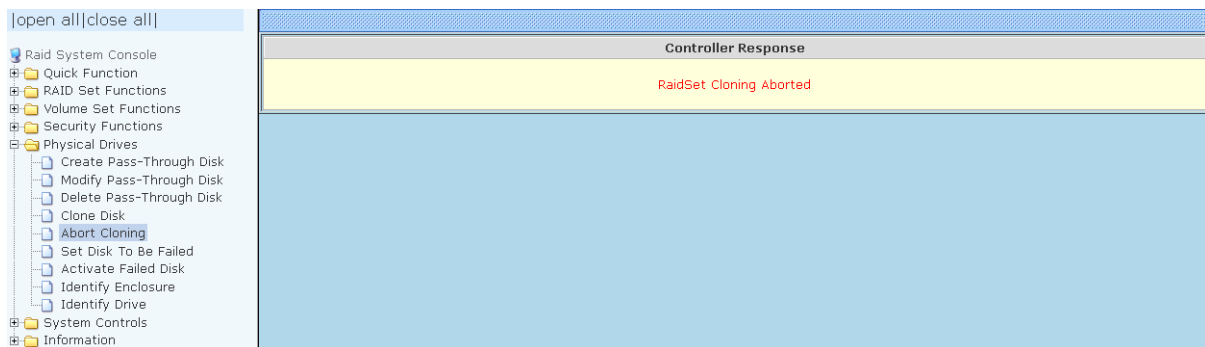 |open all|close all|
Raid System Console
Quick Function
RAID Set Functions
Volume Set Functions
Security Functions
Physical Drives
Create Pass-Through Disk
Modify Pass-Through Disk
Delete Pass-Through Disk
Clone Disk
Abort Cloning
Set Disk To Be Failed
Activate Failed Disk
Identify Enclosure
Identify Drive
System Controls
Information
Controller Response
RaidSet Cloning Aborted